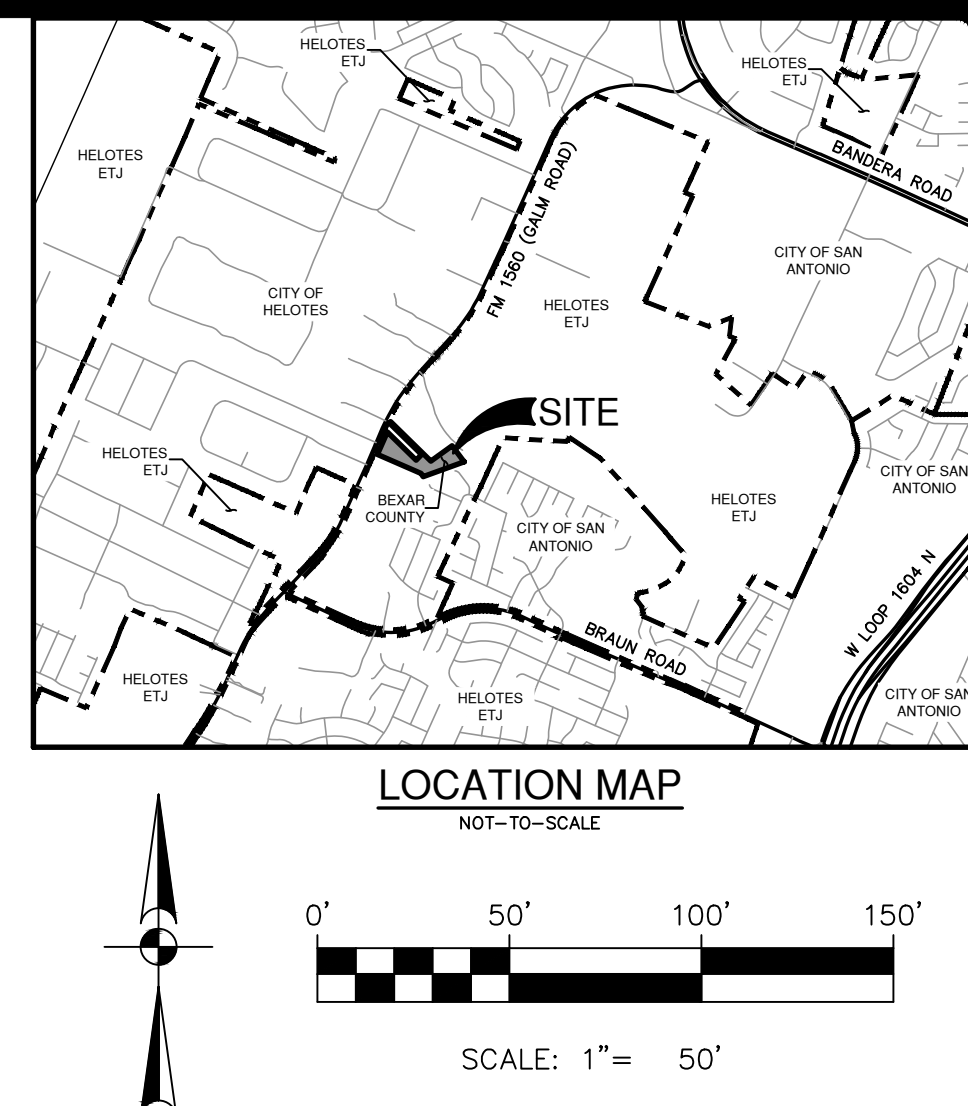 HELOTES
ETJ
HELOTES
ETJ
BANDERA ROAD
HELOTES
ETJ
FM 1560 (GALM ROAD)
CITY OF SAN
ANTONIO
CITY OF
HELOTES
HELOTES
ETJ
SITE
HELOTES
ETJ
CITY OF SAN
ANTONIO
BEXAR
COUNTY
HELOTES
ETJ
CITY OF SAN
ANTONIO
W LOOP 1604 N
BRAUN ROAD
HELOTES
ETJ
HELOTES
ETJ
CITY OF SAN
ANTONIO
LOCATION MAP
NOT-TO-SCALE
0' 50' 100' 150'
SCALE: 1"= 50'